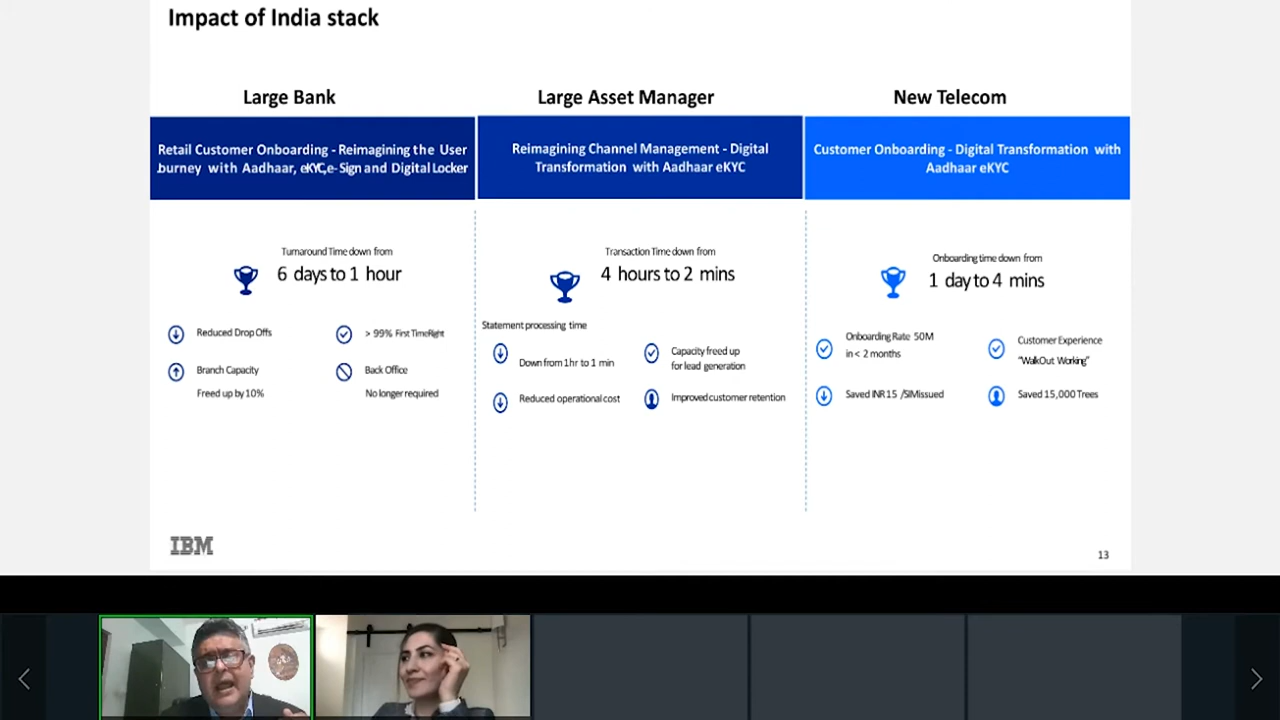 Impact of India stack
Large Bank
Large Asset Manager
New Telecom
Retail Customer Onboarding - Reimagining the User
ourney with Aadhaar, eKYC,e- Sign and Digital Locker
Reimagining Channel Management - Digital
Transformation with Aadhaar eKYC
Customer Onboarding - Digital Transformation with
Aadhaar eKYC
Turnaround Time down from
6 days to 1 hour
Reduced Drop Offs
> 99% First TimeRight
Branch Capacity
Freed up by 10%
Back Office
No longer required
Transaction Time down from
4 hours to 2 mins
Statement processing time
Down from 1hr to 1 min
Capacity freed up
for lead generation
Reduced operational cost
Improved customer retention
Onboarding time down from
1 day to 4 mins
Onboarding Rate 50M
in < 2 months
Customer Experience
"WalkOut Working"
Saved INR 15 /SIMissued
Saved 15,000 Trees
IBM
13